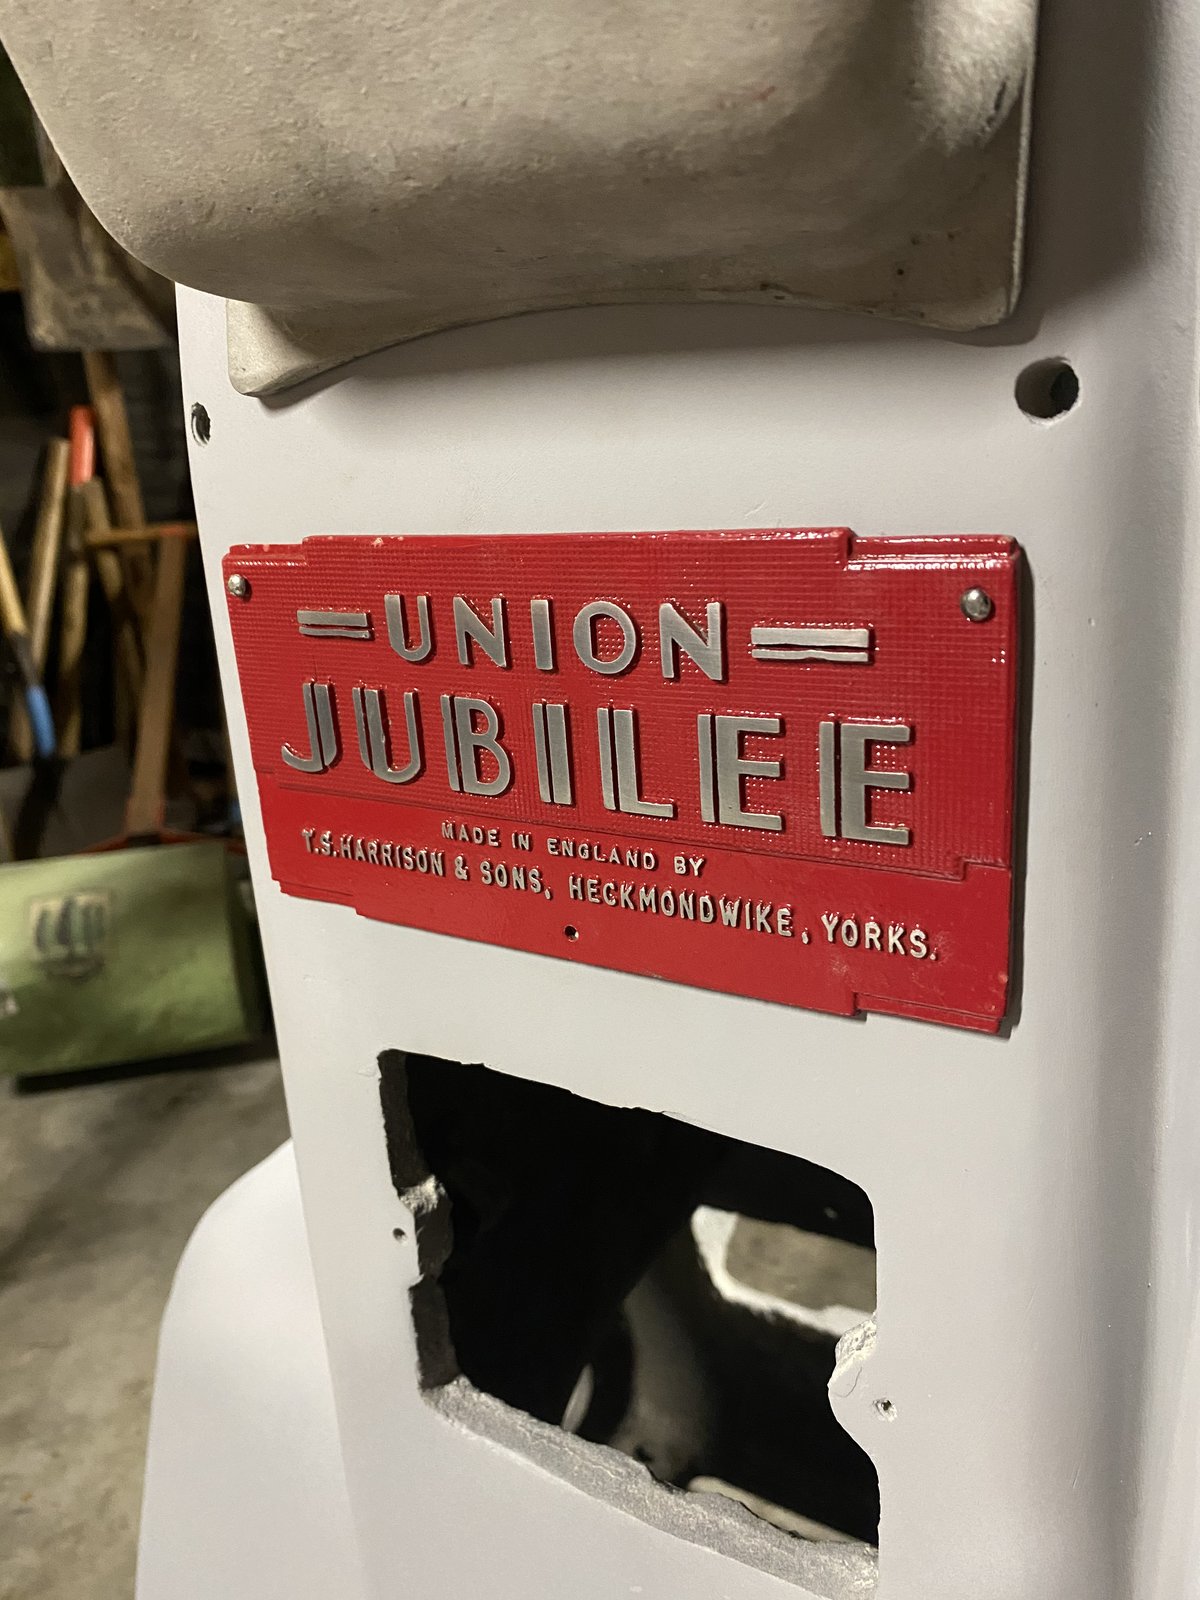 UNION
JUBILEE
MADE IN ENGLAND BY
T.S.HARRISON & SONS, HECKMONDWIKE, YORKS.